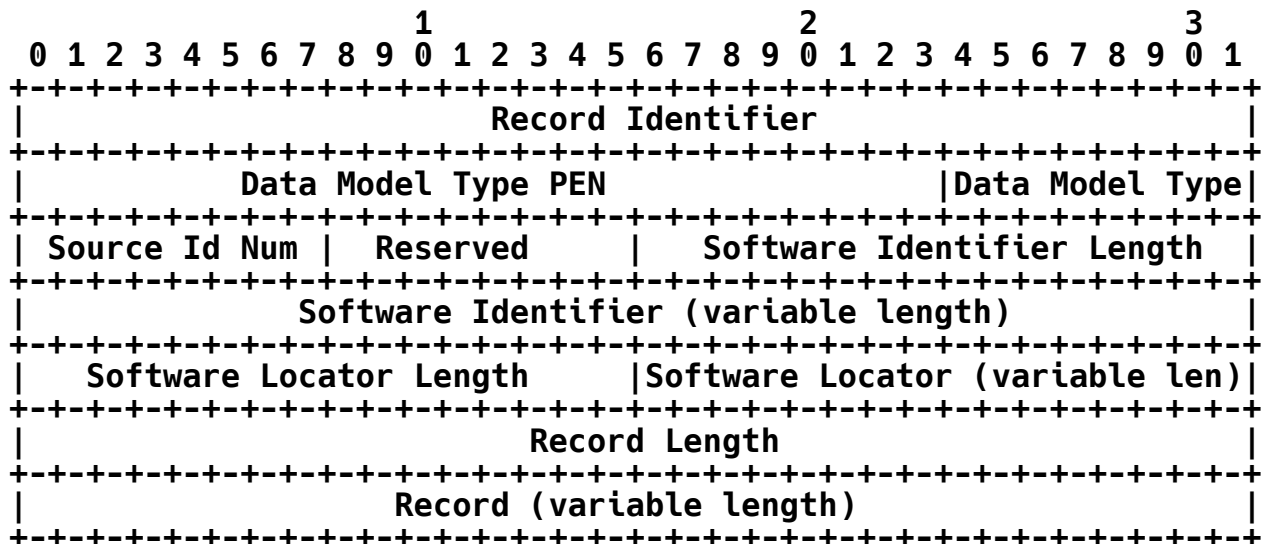 1                   2                   3
 0 1 2 3 4 5 6 7 8 9 0 1 2 3 4 5 6 7 8 9 0 1 2 3 4 5 6 7 8 9 0 1
+-+-+-+-+-+-+-+-+-+-+-+-+-+-+-+-+-+-+-+-+-+-+-+-+-+-+-+-+-+-+-+-+
|                        Record Identifier                      |
+-+-+-+-+-+-+-+-+-+-+-+-+-+-+-+-+-+-+-+-+-+-+-+-+-+-+-+-+-+-+-+-+
|           Data Model Type PEN                 |Data Model Type|
+-+-+-+-+-+-+-+-+-+-+-+-+-+-+-+-+-+-+-+-+-+-+-+-+-+-+-+-+-+-+-+-+
| Source Id Num |  Reserved     |   Software Identifier Length  |
+-+-+-+-+-+-+-+-+-+-+-+-+-+-+-+-+-+-+-+-+-+-+-+-+-+-+-+-+-+-+-+-+
|              Software Identifier (variable length)            |
+-+-+-+-+-+-+-+-+-+-+-+-+-+-+-+-+-+-+-+-+-+-+-+-+-+-+-+-+-+-+-+-+
|   Software Locator Length     |Software Locator (variable len)|
+-+-+-+-+-+-+-+-+-+-+-+-+-+-+-+-+-+-+-+-+-+-+-+-+-+-+-+-+-+-+-+-+
|                          Record Length                        |
+-+-+-+-+-+-+-+-+-+-+-+-+-+-+-+-+-+-+-+-+-+-+-+-+-+-+-+-+-+-+-+-+
|                   Record (variable length)                    |
+-+-+-+-+-+-+-+-+-+-+-+-+-+-+-+-+-+-+-+-+-+-+-+-+-+-+-+-+-+-+-+-+